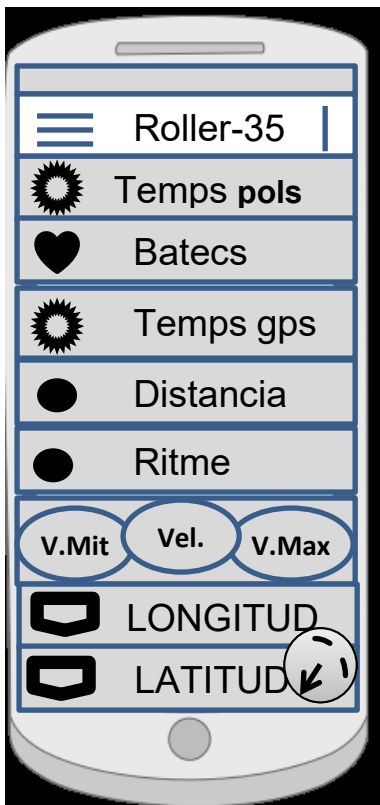 Roller-35
Temps pols
Batecs
Temps gps
Distancia
Ritme
V.Mit Vel. V.Max
LONGITUD
LATITUD